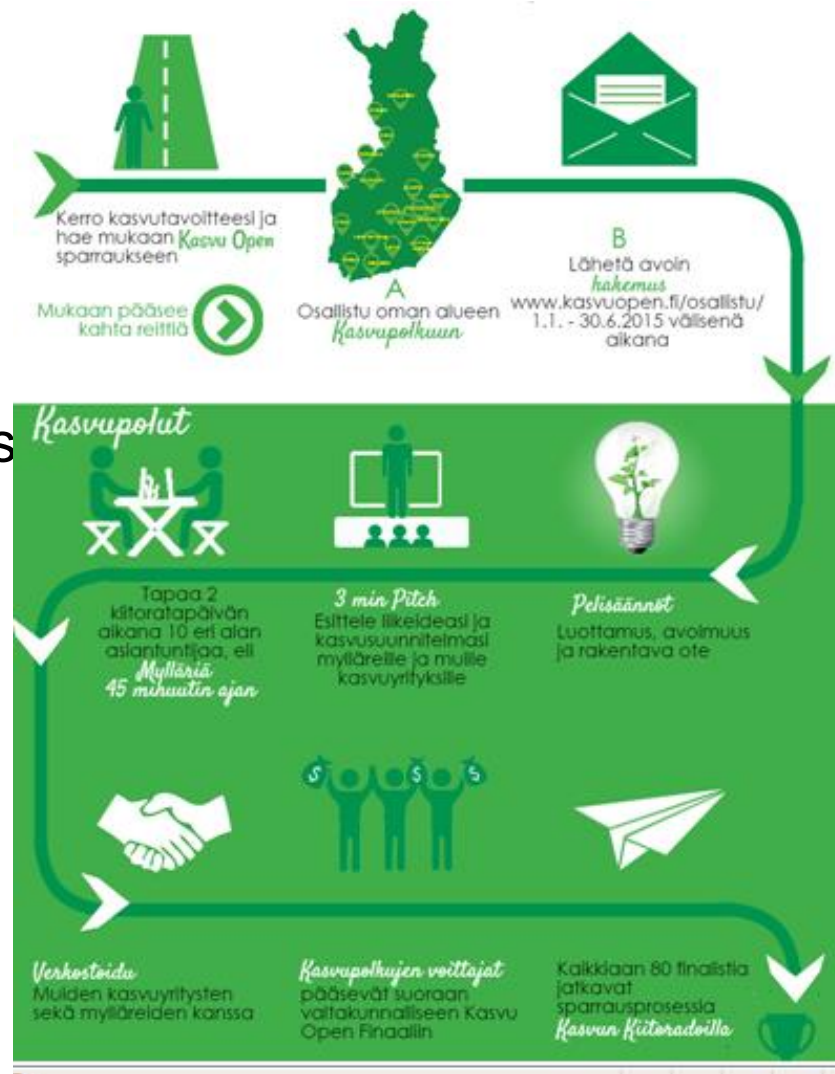 Kerro kasvutavoitteesi ja
hae mukaan Kasvu Open
sparraukseen
Mukaan pääsee
kahta reittiä
A
Osallistu oman alueen
Kasvupolkuun
B
Lähetä avoin
hakemus
www.kasvuopen.fi/osallistu/
1.1. - 30.6.2015 välisenä
aikana
s
Kasvupolut
Tapaa 2
kiitoratapäivän
aikana 10 eri alan
asiantuntijaa, eli
Mylläriä
45 minuutin ajan
3 min Pitch
Esittele liikeideasi ja
kasvusuunnitelmasi
mylläreille ja muille
kasvuyrityksille
Pelisäännöt
Luottamus, avoimuus
ja rakentava ote
$ $ $
Verkostoidu
Muiden kasvuyritysten
sekä mylläreiden kanssa
Kasvupolkujen voittajat
pääsevät suoraan
valtakunnalliseen Kasvu
Open Finaaliin
Kaikkiaan 80 finalistia
jatkavat
sparrausprosessia
Kasvun Kiitoradoilla